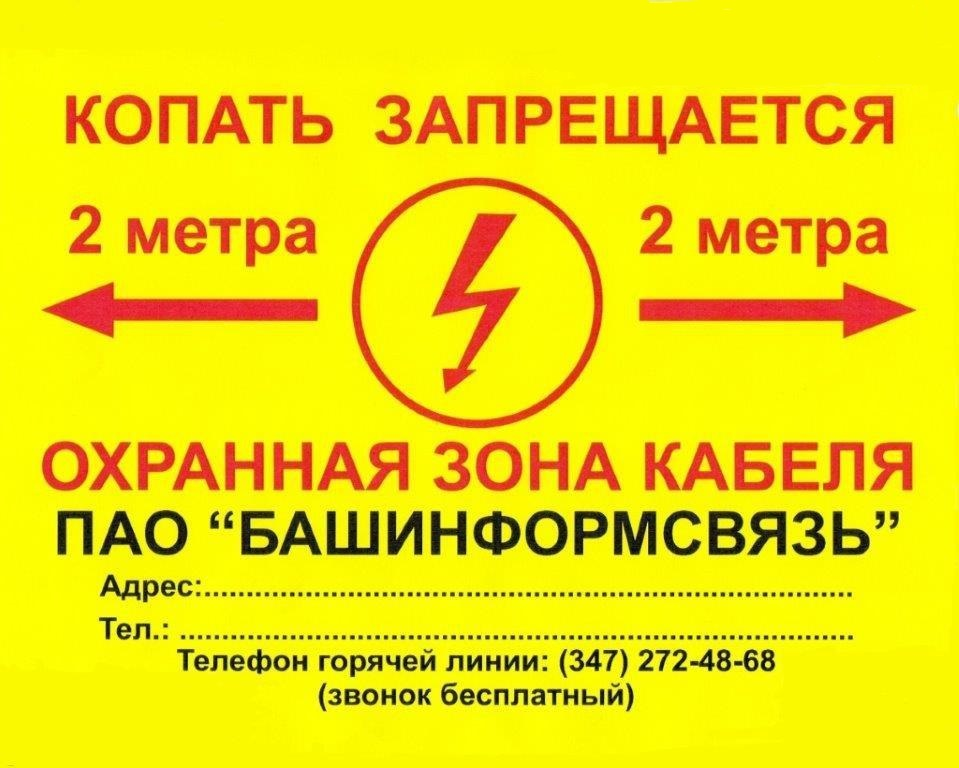 КОПАТЬ ЗАПРЕЩАЕТСЯ
2 метра 2 метра
ОХРАННАЯ ЗОНА КАБЕЛЯ
ПАО “БАШИНФОРМСВЯЗЬ”
Адрес:.................................................................................
Тел.: ....................................................................................
Телефон горячей линии: (347) 272-48-68
(звонок бесплатный)